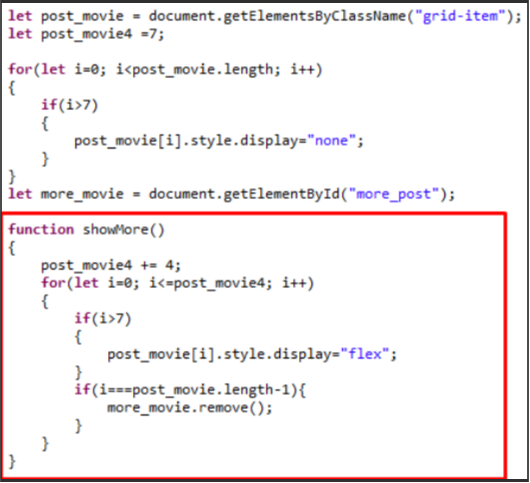 let post_movie = document.getElementsByClassName("grid-item");
let post_movie4 =7;
for(let i=0; i<post_movie.length; i++)
{
if(i>7)
{
post_movie[i].style.display="none";
}
}
let more_movie = document.getElementById("more_post");
function showMore()
{
post_movie4 += 4;
for(let i=0; i<=post_movie4; i++)
{
if(i>7)
{
post_movie[i].style.display="flex";
}
if(i===post_movie.length-1){
more_movie.remove();
}
}
}